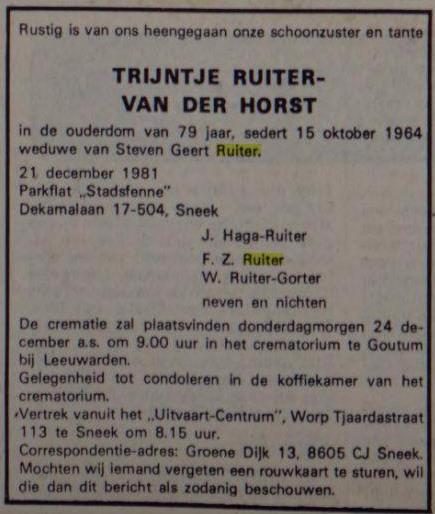 Rustig is van ons heengegaan onze schoonzuster en tante
TRIJNTJE RUITER-
VAN DER HORST
in de ouderdom van 79 jaar, sedert 15 oktober 1964
weduwe van Steven Geert Ruiter.
21 december 1981
Parkflat „Stadsfenne"
Dekamalaan 17-504, Sneek
J. Haga-Ruiter
F. Z. Ruiter
W. Ruiter-Gorter
neven en nichten
De crematie zal plaatsvinden donderdagmorgen 24 de-
cember a.s. om 9.00 uur in het crematorium te Goutum
bij Leeuwarden.
Gelegenheid tot condoleren in de koffiekamer van het
crematorium.
Vertrek vanuit het „Uitvaart-Centrum", Worp Tjaardastraat
113 te Sneek om 8.15 uur.
Correspondentie-adres: Groene Dijk 13, 8605 CJ Sneek.
Mochten wij iemand vergeten een rouwkaart te sturen, wil
die dan dit bericht als zodanig beschouwen.